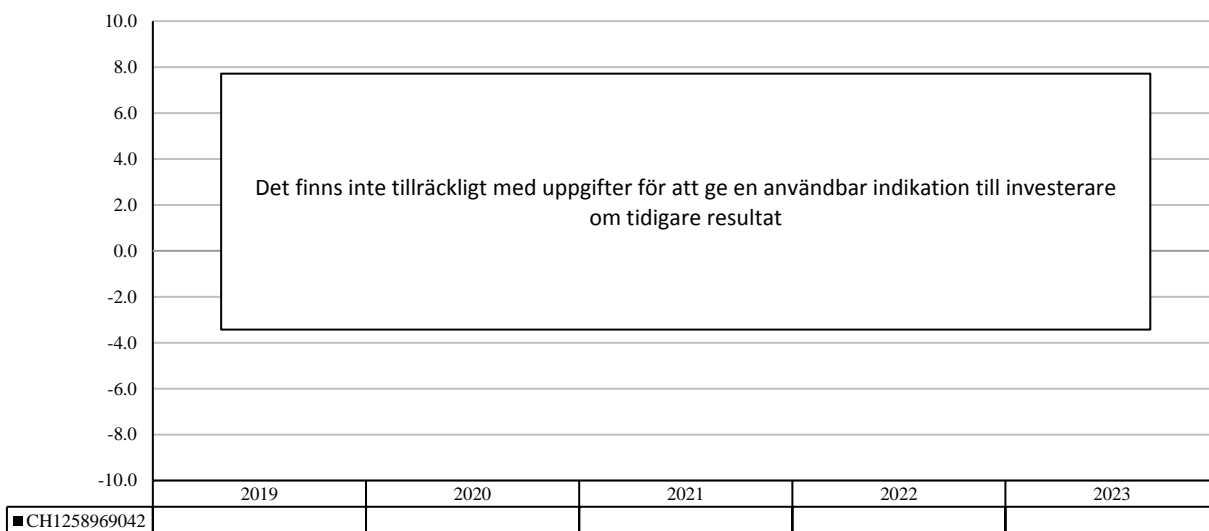 10.0
8.0
6.0
4.0
2.0
0.0
-2.0
-4.0
-6.0
-8.0
-10.0
Det finns inte tillräckligt med uppgifter för att ge en användbar indikation till investerare
om tidigare resultat
2019 2020 2021 2022 2023
CH1258969042